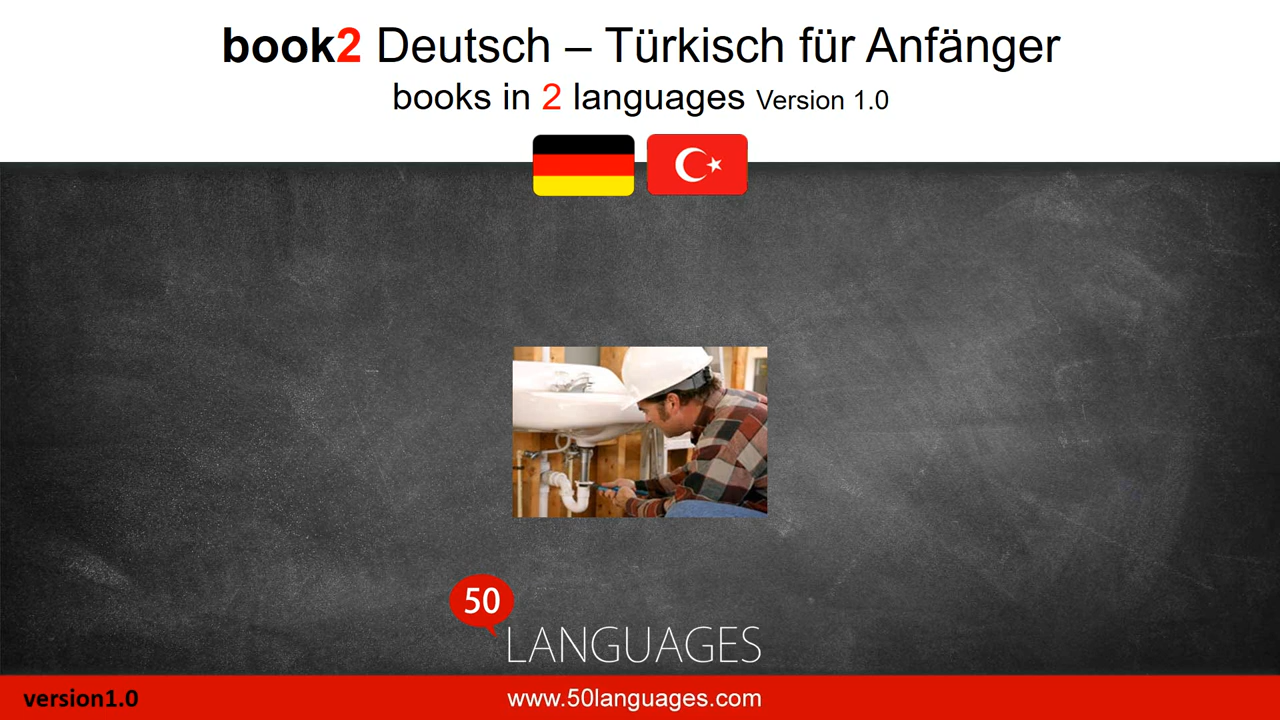 book2 Deutsch – Türkisch für Anfänger
books in 2 languages Version 1.0
50
LANGUAGES
version1.0
www.50languages.com